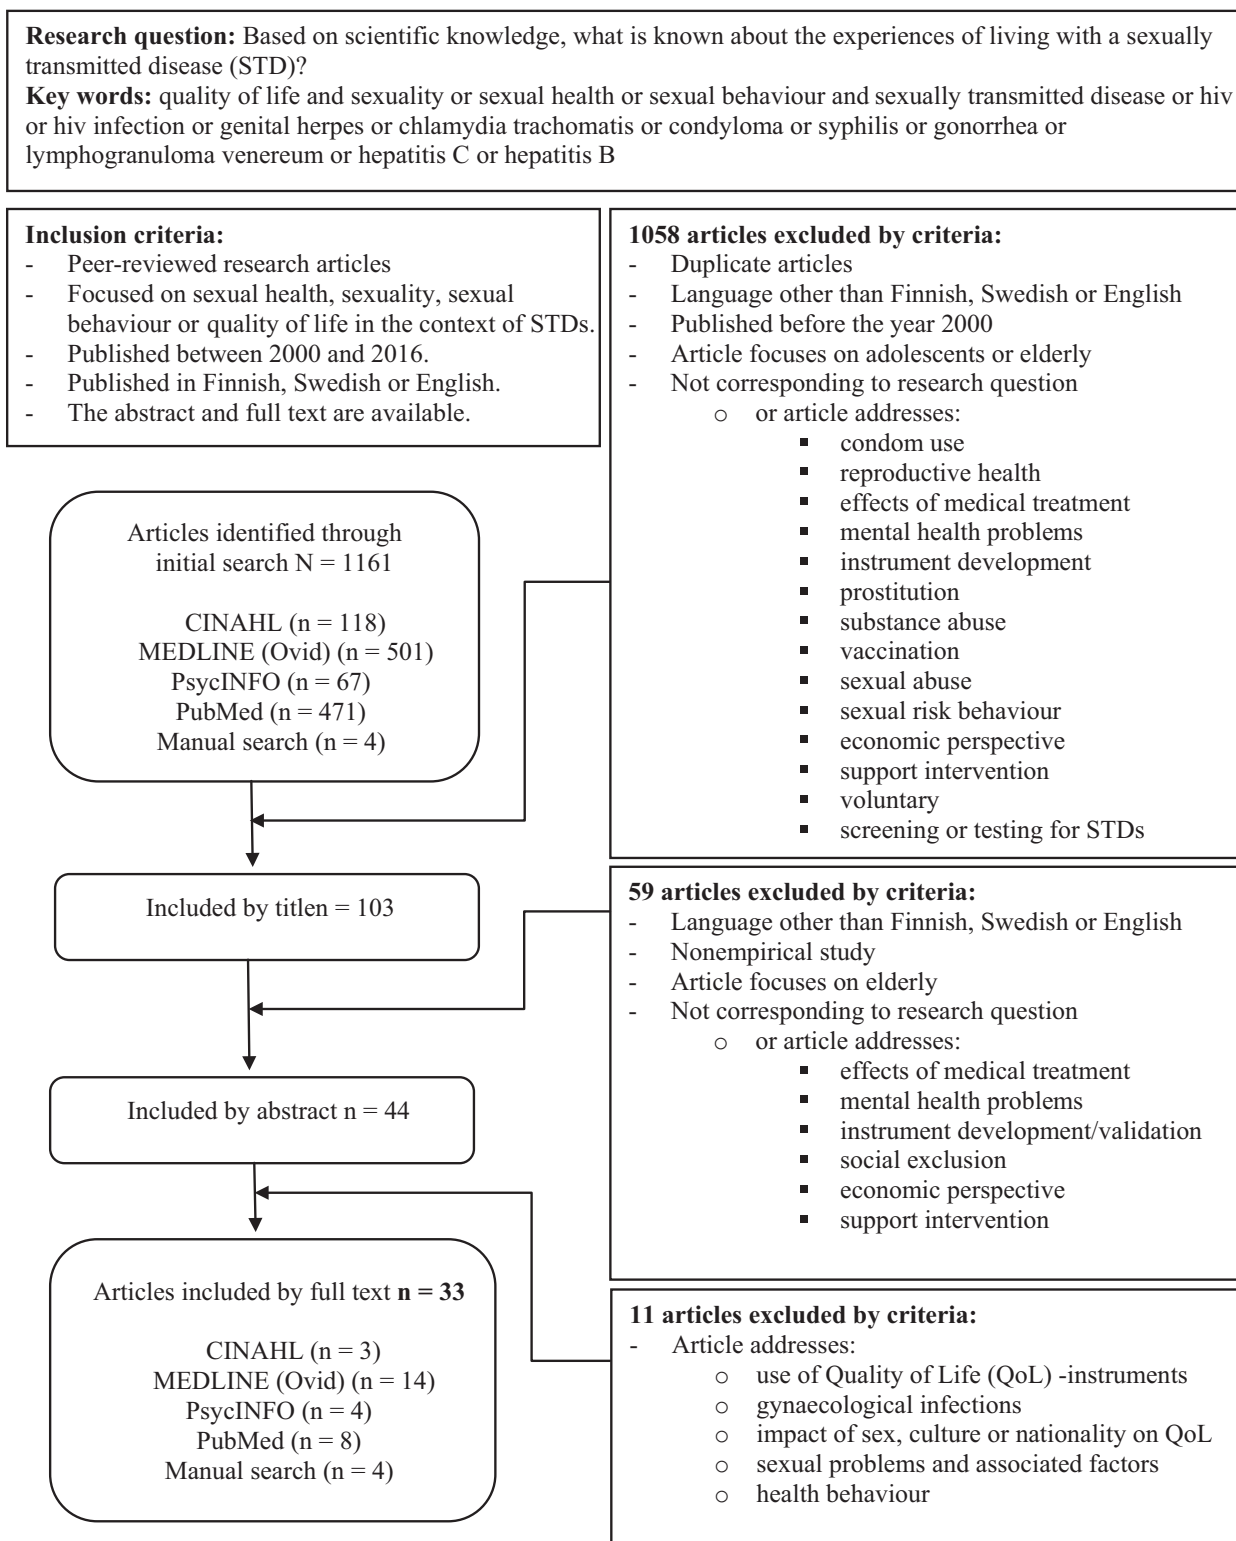 Research question: Based on scientific knowledge, what is known about the experiences of living with a sexually
transmitted disease (STD)?
Key words: quality of life and sexuality or sexual health or sexual behaviour and sexually transmitted disease or hiv
or hiv infection or genital herpes or chlamydia trachomatis or condyloma or syphilis or gonorrhea or
lymphogranuloma venereum or hepatitis C or hepatitis B
Inclusion criteria:
- Peer-reviewed research articles
- Focused on sexual health, sexuality, sexual
behaviour or quality of life in the context of STDs.
- Published between 2000 and 2016.
- Published in Finnish, Swedish or English.
- The abstract and full text are available.
1058 articles excluded by criteria:
- Duplicate articles
- Language other than Finnish, Swedish or English
- Published before the year 2000
- Article focuses on adolescents or elderly
- Not corresponding to research question
o or article addresses:
▪ condom use
▪ reproductive health
▪ effects of medical treatment
▪ mental health problems
▪ instrument development
▪ prostitution
▪ substance abuse
▪ vaccination
▪ sexual abuse
▪ sexual risk behaviour
▪ economic perspective
▪ support intervention
▪ voluntary
▪ screening or testing for STDs
Articles identified through
initial search N = 1161
CINAHL (n = 118)
MEDLINE (Ovid) (n = 501)
PsycINFO (n = 67)
PubMed (n = 471)
Manual search (n = 4)
Included by titlen = 103
59 articles excluded by criteria:
- Language other than Finnish, Swedish or English
- Nonempirical study
- Article focuses on elderly
- Not corresponding to research question
o or article addresses:
▪ effects of medical treatment
▪ mental health problems
▪ instrument development/validation
▪ social exclusion
▪ economic perspective
▪ support intervention
Included by abstract n = 44
Articles included by full text n = 33
CINAHL (n = 3)
MEDLINE (Ovid) (n = 14)
PsycINFO (n = 4)
PubMed (n = 8)
Manual search (n = 4)
11 articles excluded by criteria:
- Article addresses:
o use of Quality of Life (QoL) -instruments
o gynaecological infections
o impact of sex, culture or nationality on QoL
o sexual problems and associated factors
o health behaviour